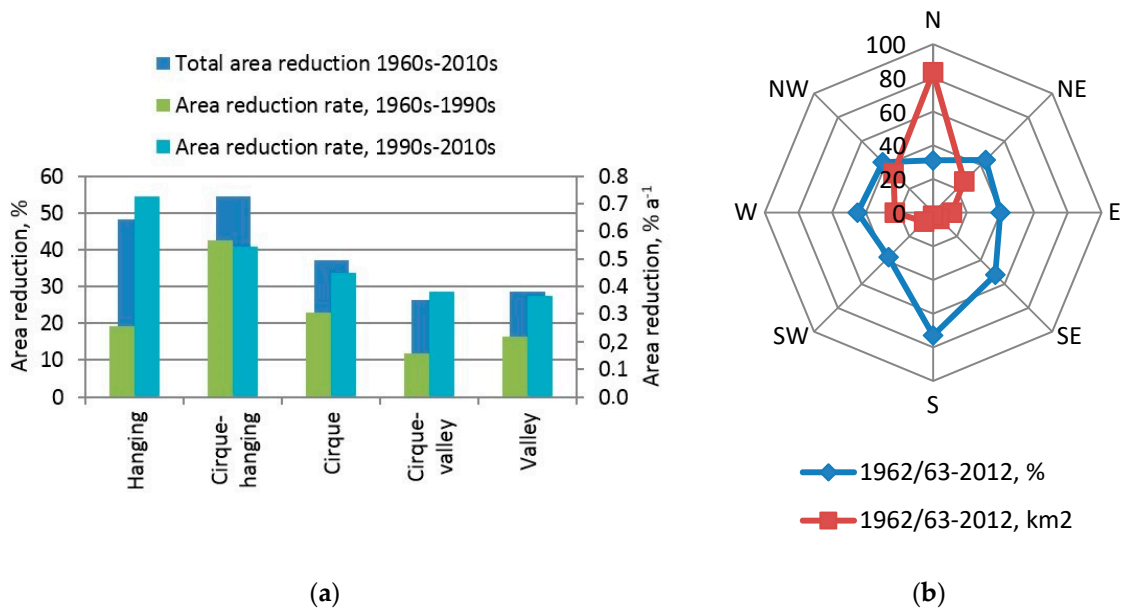 Total area reduction 1960s-2010s
Area reduction rate, 1960s-1990s
Area reduction rate, 1990s-2010s
Area reduction, %
60
50
40
30
20
10
0
0.8
0.7
0.6
0.5
0.4
0.3
0,2
0.1
0.0
Area reduction, % a⁻¹
Hanging
Cirque-
hanging
Cirque
Cirque-
valley
Valley
(a)
N
NE
E
SE
S
SW
W
NW
100
80
60
40
20
0
1962/63-2012, %
1962/63-2012, km2
(b)